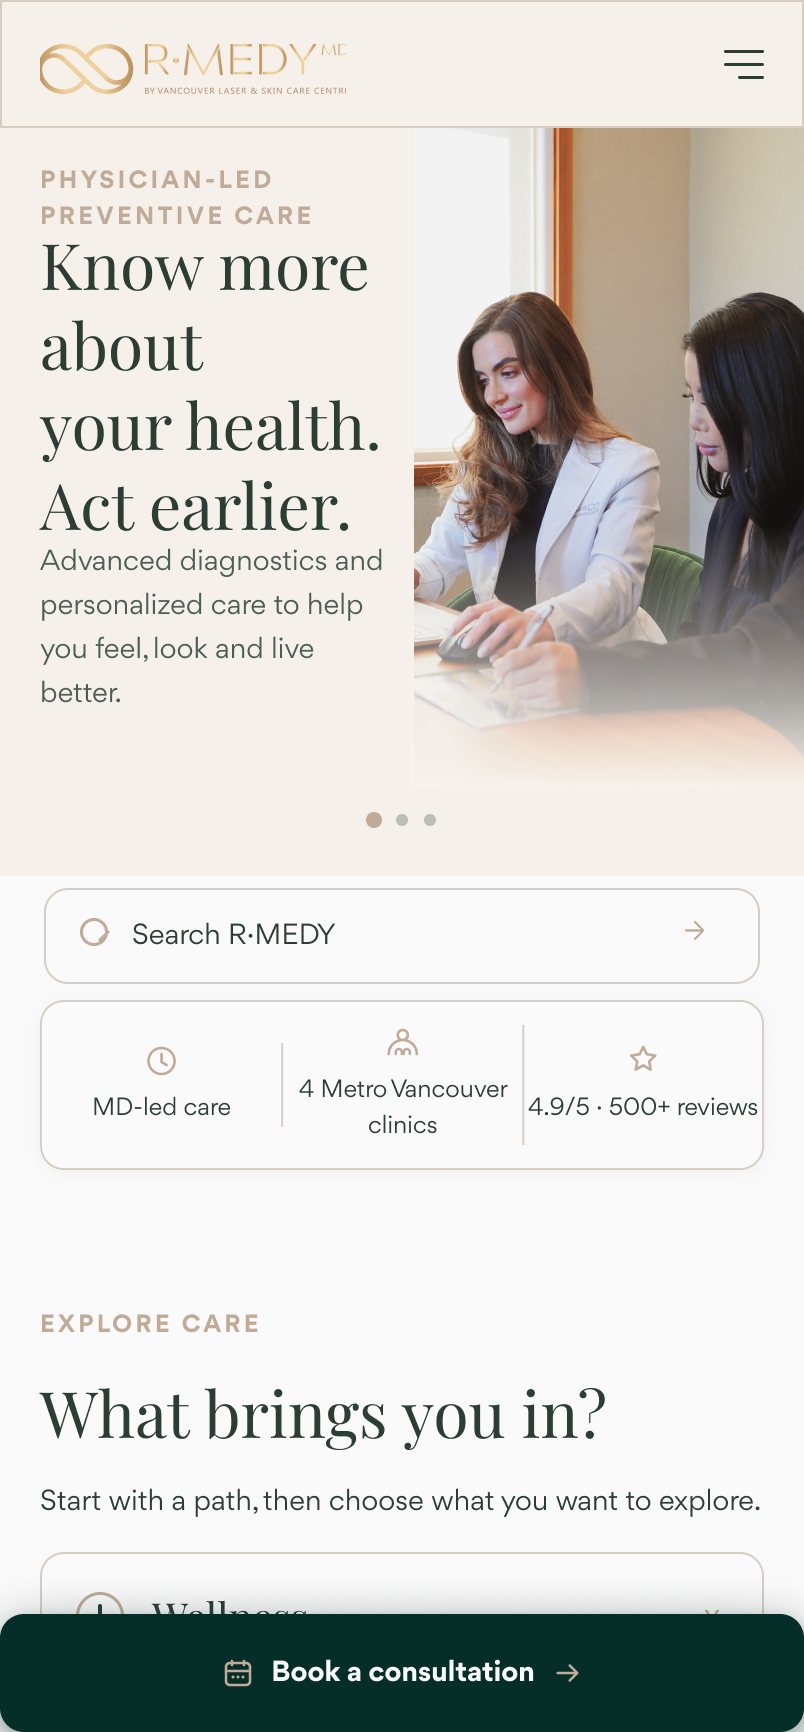 R·MEDY
BY VANCOUVER LASER & SKIN CARE CENTR
PHYSICIAN-LED
PREVENTIVE CARE
Know more
about
your health.
Act earlier.
Advanced diagnostics and
personalized care to help
you feel, look and live
better.
Search R·MEDY
MD-led care
4 Metro Vancouver
clinics
4.9/5 · 500+ reviews
EXPLORE CARE
What brings you in?
Start with a path, then choose what you want to explore.
Wellness
Book a consultation